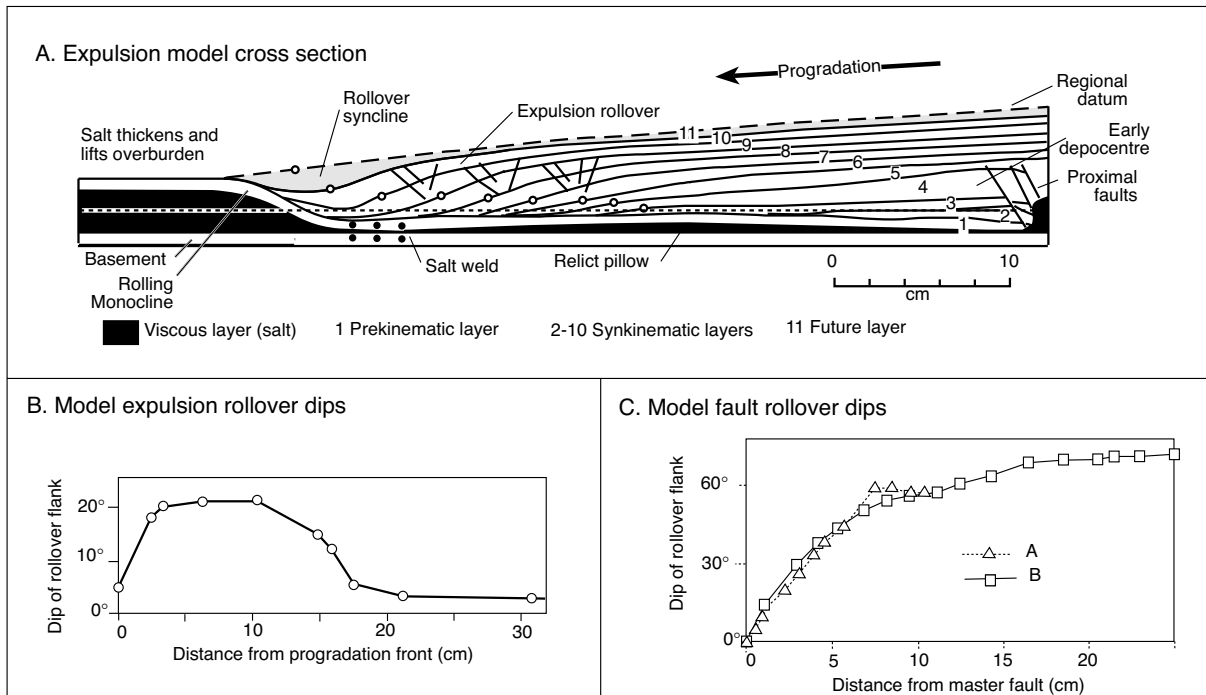 A. Expansion model cross section
Progradation
Regional
datum
Rollover
syncline
Expulsion rollover
Early
depocentre
Salt thickens and
lifts overburden
Proximal
faults
11
10
9
8
7
6
5
4
3
2
1
Basement
Rolling
Monocline
Salt weld
Relict pillow
0
10
cm
Viscous layer (salt)
1 Prekinematic layer
2-10 Synkinematic layers
11 Future layer
B. Model expulsion rollover dips
Dip of rollover flank
20°
10°
0°
0
10
20
30
Distance from progradation front (cm)
C. Model fault rollover dips
Dip of rollover flank
60°
30°
0°
A
B
0
5
10
15
20
25
Distance from master fault (cm)